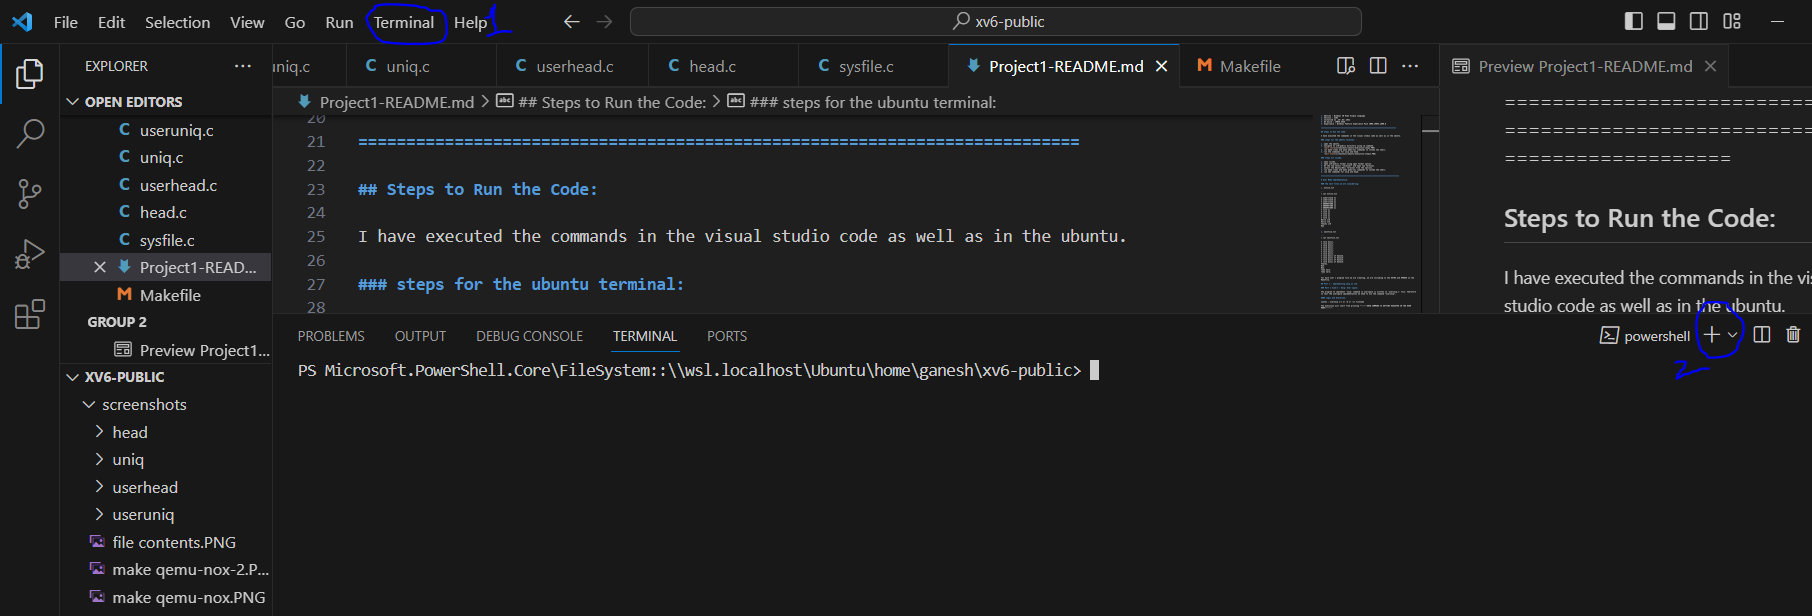 File Edit Selection View Go Run Terminal Help 1 xv6-public
EXPLORER
OPEN EDITORS
useruniq.c
uniq.c
userhead.c
head.c
sysfile.c
Project1-READ...
Makefile
GROUP 2
Preview Project1...
XV6-PUBLIC
screenshots
head
uniq
userhead
useruniq
file contents.PNG
make qemu-nox-2.P...
make qemu-nox.PNG
uniq.c uniq.c userhead.c head.c sysfile.c Project1-README.md Makefile
Project1-README.md > ## Steps to Run the Code: > ### steps for the ubuntu terminal:
20
21 ===========================================================================
22
23 ## Steps to Run the Code:
24
25 I have executed the commands in the visual studio code as well as in the ubuntu.
26
27 ### steps for the ubuntu terminal:
28
Preview Project1-README.md
Steps to Run the Code:
I have executed the commands in the vis
studio code as well as in the ubuntu.
PROBLEMS OUTPUT DEBUG CONSOLE TERMINAL PORTS
powershell
2
PS Microsoft.PowerShell.Core\FileSystem::\\wsl.localhost\Ubuntu\home\ganesh\xv6-public>